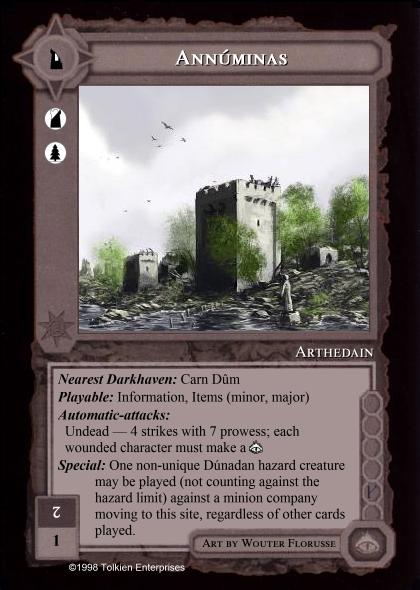 ANNÚMINAS
ARTHEDAIN
Nearest Darkhaven: Carn Dûm
Playable: Information, Items (minor, major)
Automatic-attacks:
Undead — 4 strikes with 7 prowess; each
wounded character must make a
Special: One non-unique Dúnadan hazard creature
may be played (not counting against the
hazard limit) against a minion company
moving to this site, regardless of other cards
played.
2
1
ART BY WOUTER FLORUSSE
©1998 Tolkien Enterprises